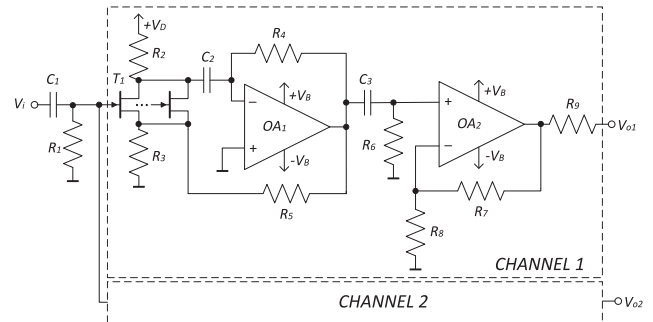 +V_D
R_2
C_2
R_4
C_1
T_1
C_3
V_i
+V_B
+V_B
R_9
OA_1
OA_2
V_o1
R_1
R_3
R_6
-V_B
-V_B
R_5
R_7
R_8
CHANNEL 1
CHANNEL 2
V_o2